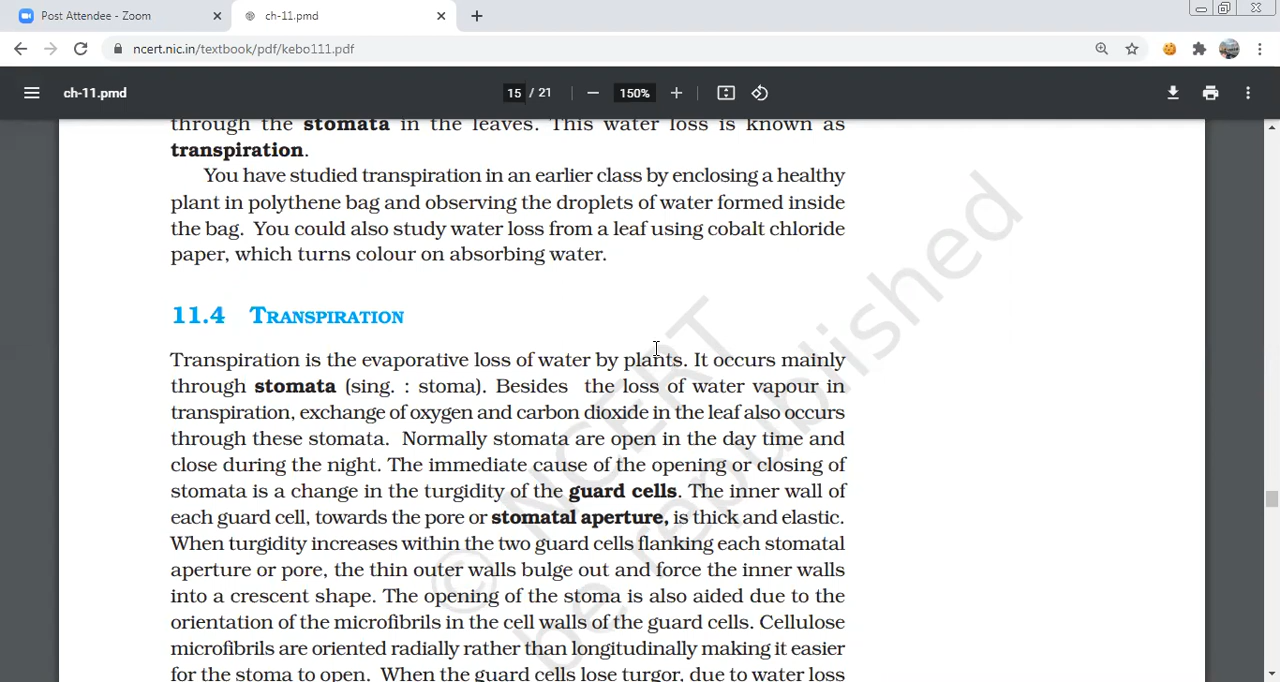 Post Attendee - Zoom
ch-11.pmd
ncert.nic.in/textbook/pdf/kebo111.pdf
ch-11.pmd
15 / 21
150%
through the stomata in the leaves. This water loss is known as
transpiration.
You have studied transpiration in an earlier class by enclosing a healthy
plant in polythene bag and observing the droplets of water formed inside
the bag. You could also study water loss from a leaf using cobalt chloride
paper, which turns colour on absorbing water.
11.4 TRANSPIRATION
Transpiration is the evaporative loss of water by plants. It occurs mainly
through stomata (sing. : stoma). Besides the loss of water vapour in
transpiration, exchange of oxygen and carbon dioxide in the leaf also occurs
through these stomata. Normally stomata are open in the day time and
close during the night. The immediate cause of the opening or closing of
stomata is a change in the turgidity of the guard cells. The inner wall of
each guard cell, towards the pore or stomatal aperture, is thick and elastic.
When turgidity increases within the two guard cells flanking each stomatal
aperture or pore, the thin outer walls bulge out and force the inner walls
into a crescent shape. The opening of the stoma is also aided due to the
orientation of the microfibrils in the cell walls of the guard cells. Cellulose
microfibrils are oriented radially rather than longitudinally making it easier
for the stoma to open. When the guard cells lose turgor, due to water loss
© NCERT
be republished